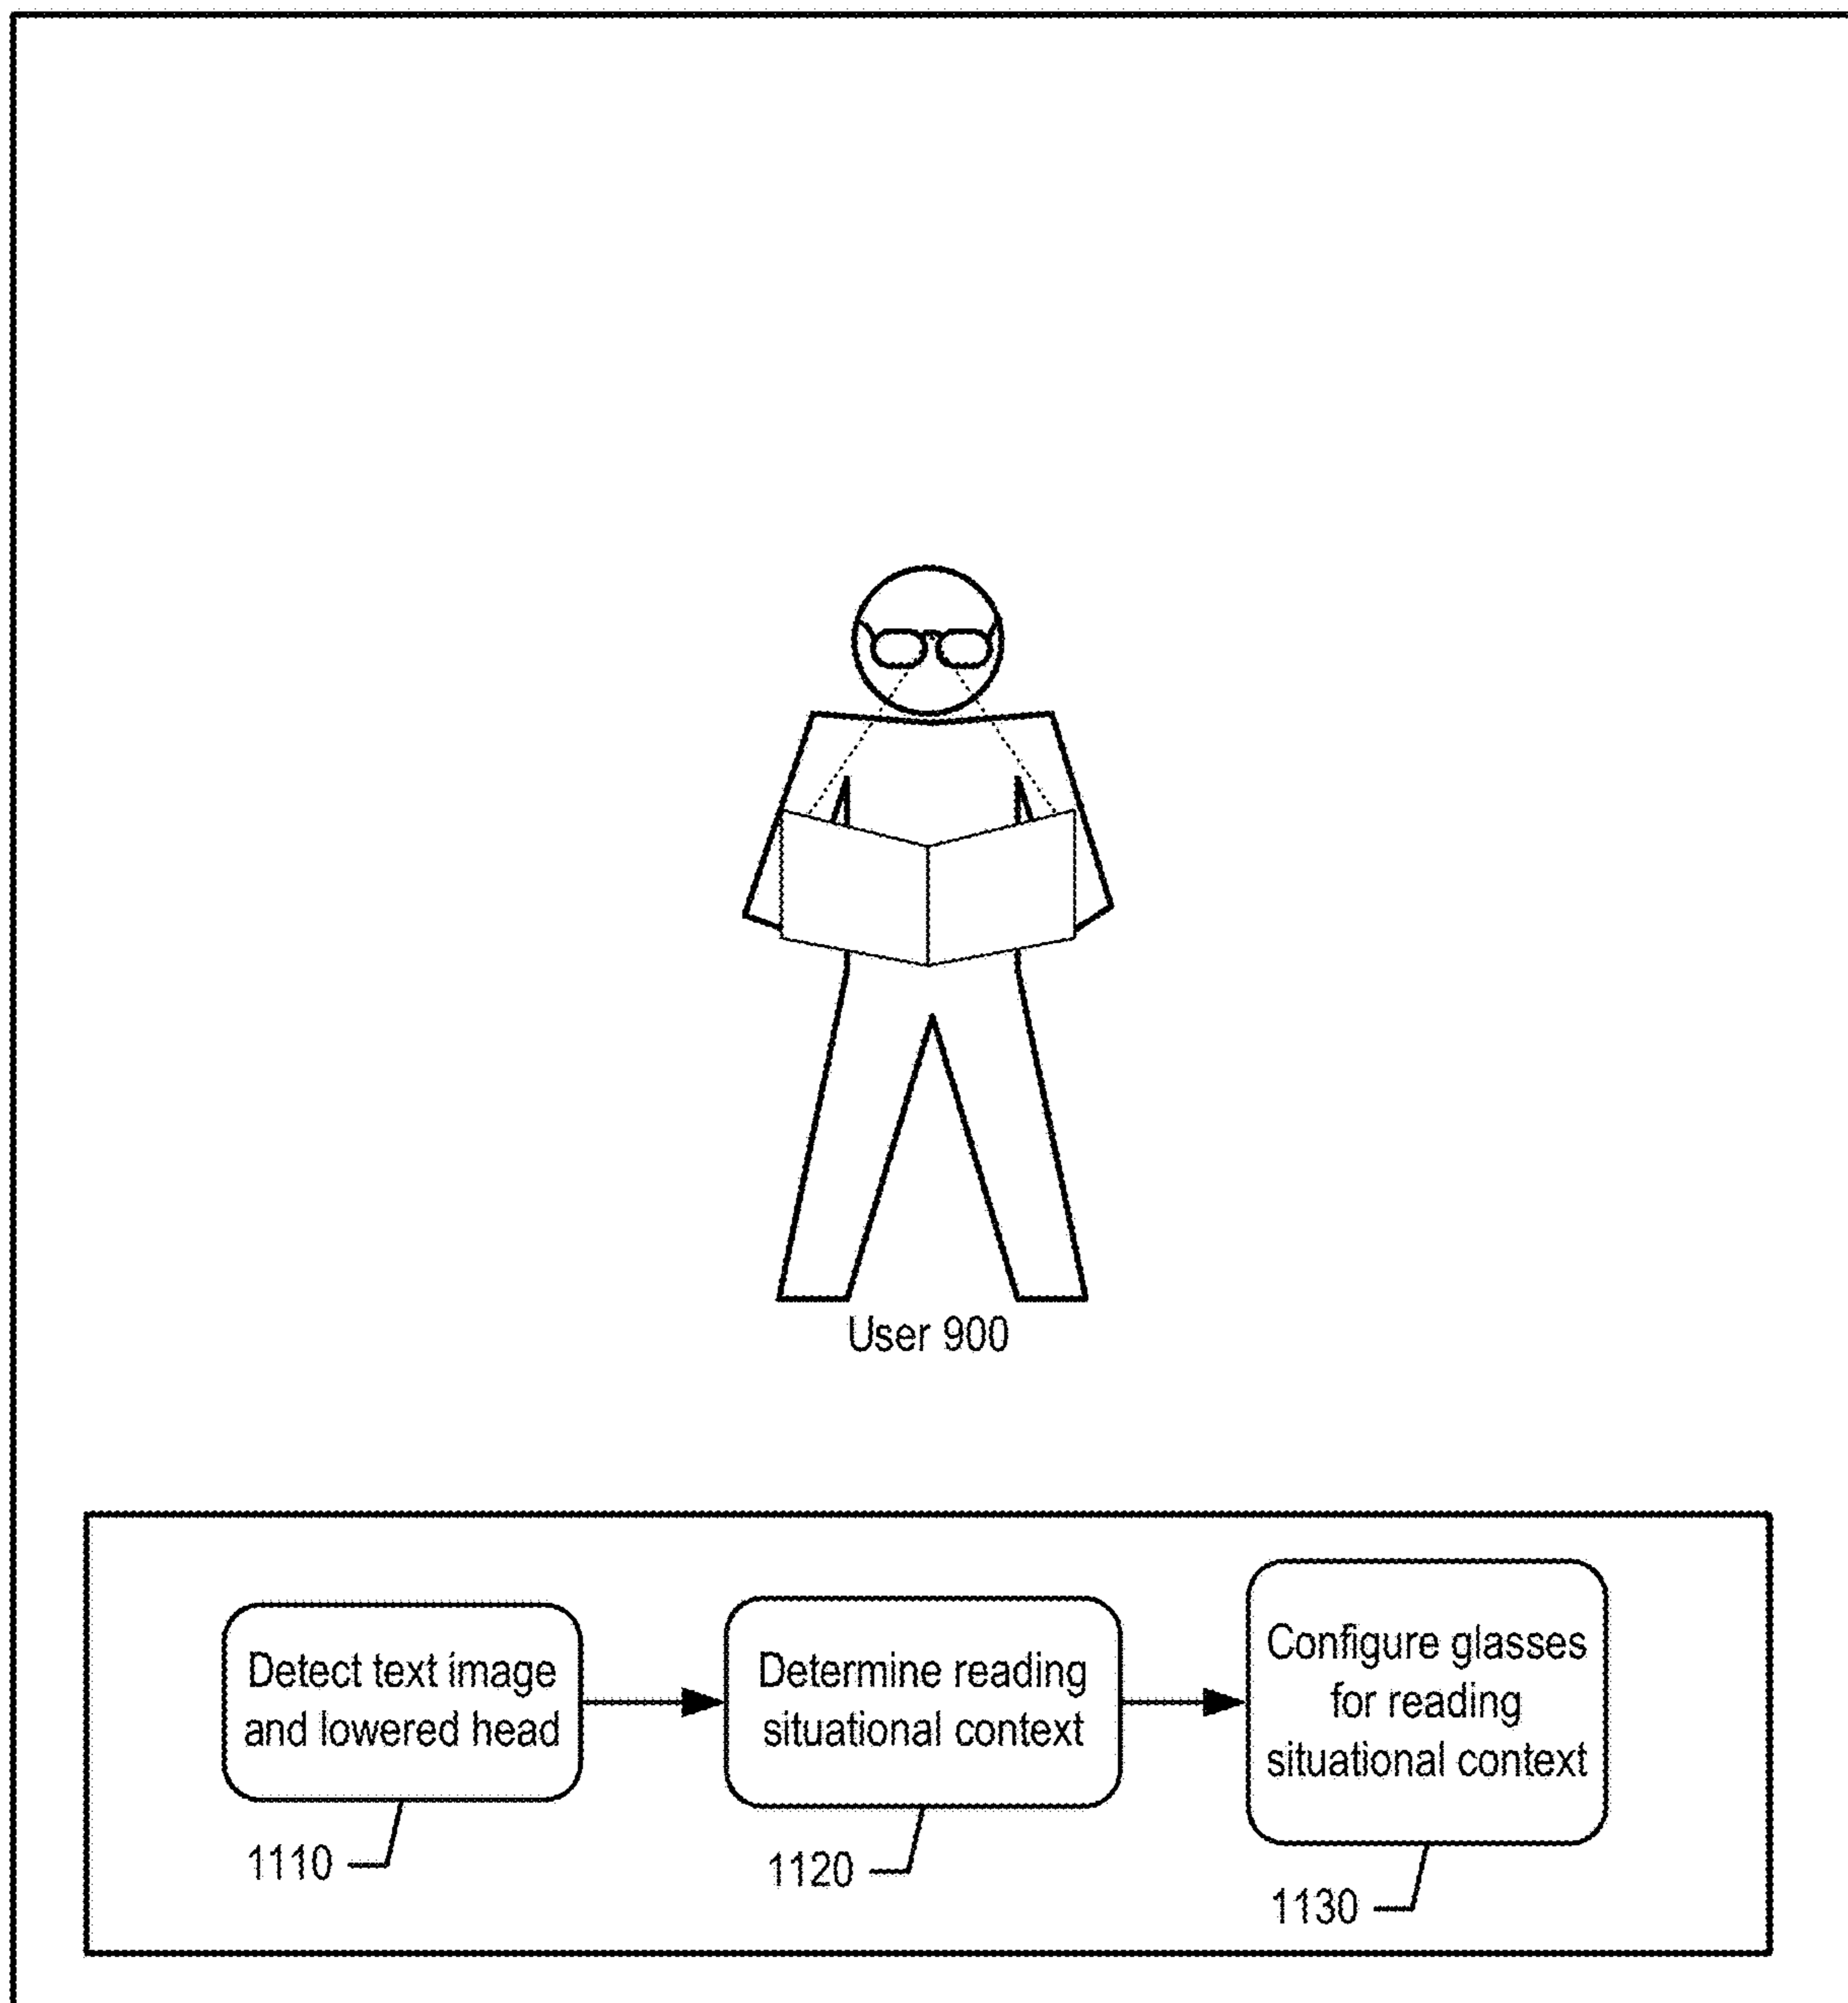 User 900
Detect text image
and lowered head
1110
Determine reading
situational context
1120
Configure glasses
for reading
situational context
1130